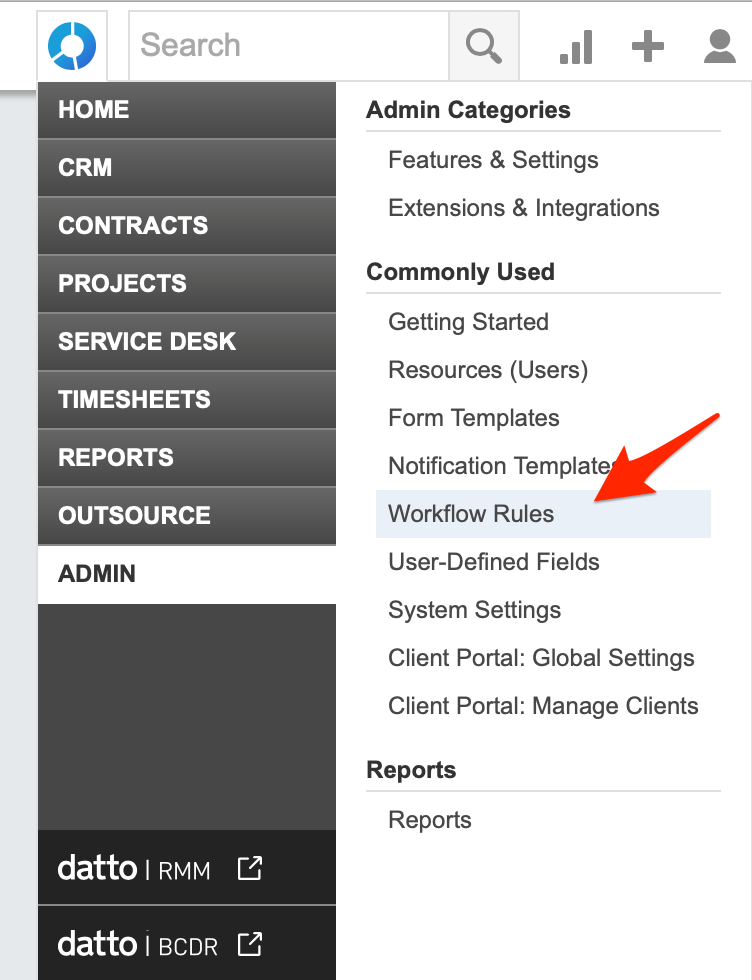 Search
HOME
CRM
CONTRACTS
PROJECTS
SERVICE DESK
TIMESHEETS
REPORTS
OUTSOURCE
ADMIN
datto | RMM
datto | BCDR
Admin Categories
Features & Settings
Extensions & Integrations
Commonly Used
Getting Started
Resources (Users)
Form Templates
Notification Templates
Workflow Rules
User-Defined Fields
System Settings
Client Portal: Global Settings
Client Portal: Manage Clients
Reports
Reports